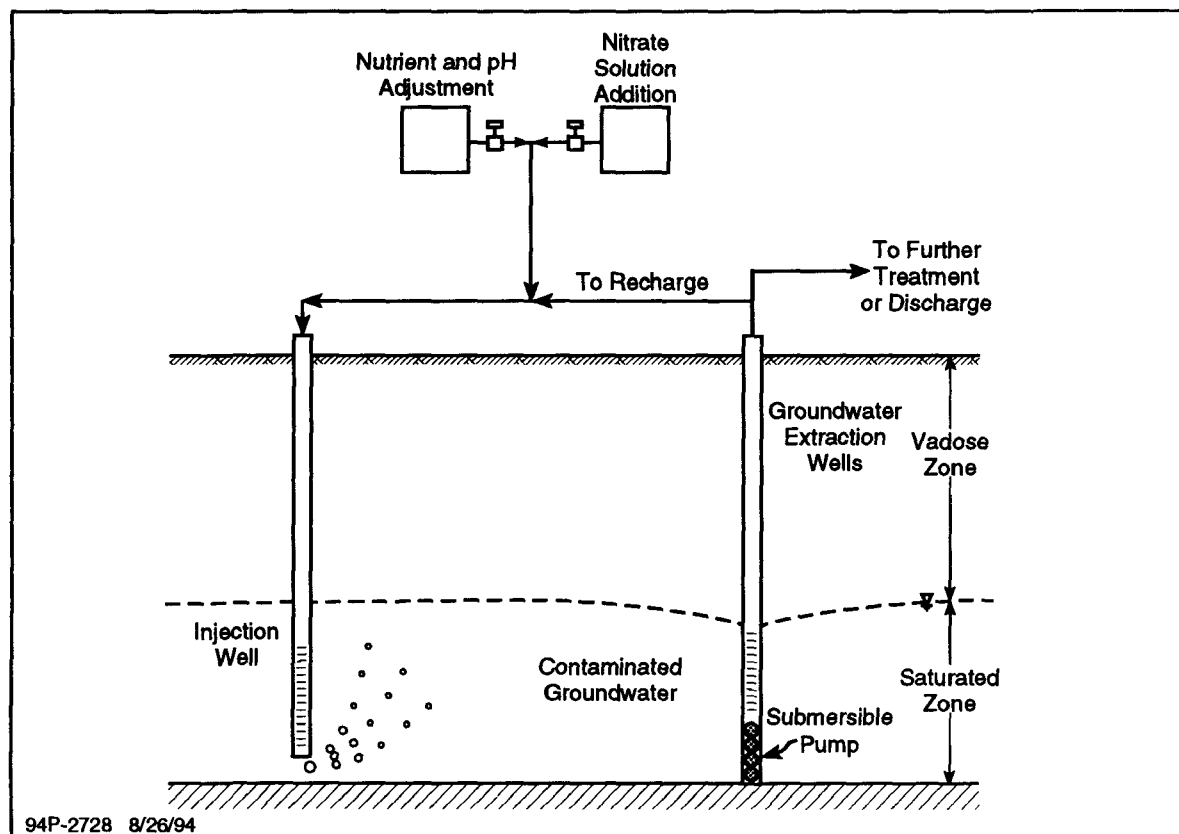 Nutrient and pH
Adjustment
Nitrate
Solution
Addition
To Recharge
To Further
Treatment
or Discharge
Groundwater
Extraction
Wells
Vadose
Zone
Injection
Well
Contaminated
Groundwater
Saturated
Zone
Submersible
Pump
94P-2728 8/26/94